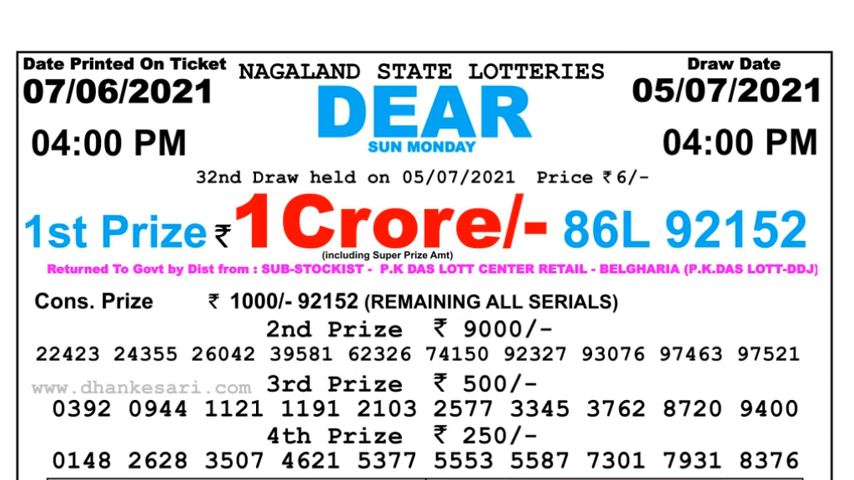 Date Printed On Ticket NAGALAND STATE LOTTERIES Draw Date
07/06/2021 DEAR 05/07/2021
04:00 PM SUN MONDAY 04:00 PM
32nd Draw held on 05/07/2021 Price ₹6/-
1st Prize ₹1Crore/- 86L 92152
(including Super Prize Amt)
Returned To Govt by Dist from : SUB-STOCKIST - P.K DAS LOTT CENTER RETAIL - BELGHARIA (P.K.DAS LOTT-DDJ)
Cons. Prize ₹ 1000/- 92152 (REMAINING ALL SERIALS)
2nd Prize ₹ 9000/-
22423 24355 26042 39581 62326 74150 92327 93076 97463 97521
www.dhankesari.com 3rd Prize ₹ 500/-
0392 0944 1121 1191 2103 2577 3345 3762 8720 9400
4th Prize ₹ 250/-
0148 2628 3507 4621 5377 5553 5587 7301 7931 8376